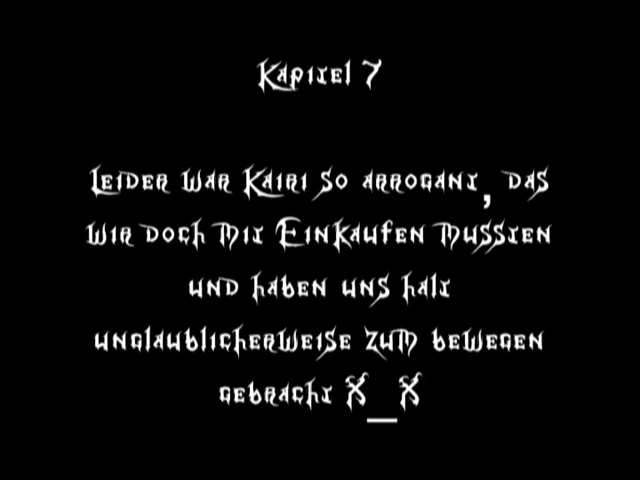 Kapitel 7
Leider war Kairi so arrogant, das
wir doch mit Einkaufen mussten
und haben uns halt
unglaublicherweise zum bewegen
gebracht X_X